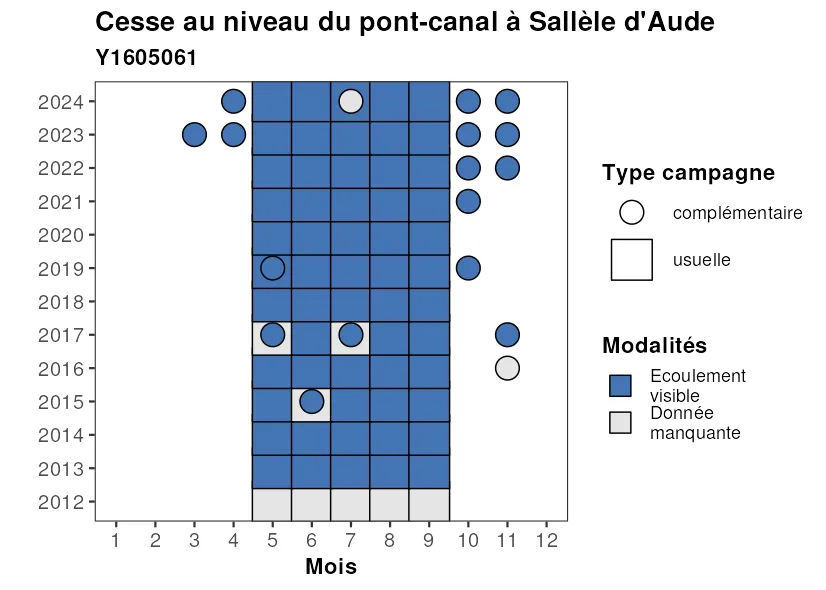 Cesse au niveau du pont-canal à Sallèle d'Aude
Y1605061
2024
2023
2022
2021
2020
2019
2018
2017
2016
2015
2014
2013
2012
1 2 3 4 5 6 7 8 9 10 11 12
Mois
Type campagne
complémentaire
usuelle
Modalités
Ecoulement
visible
Donnée
manquante